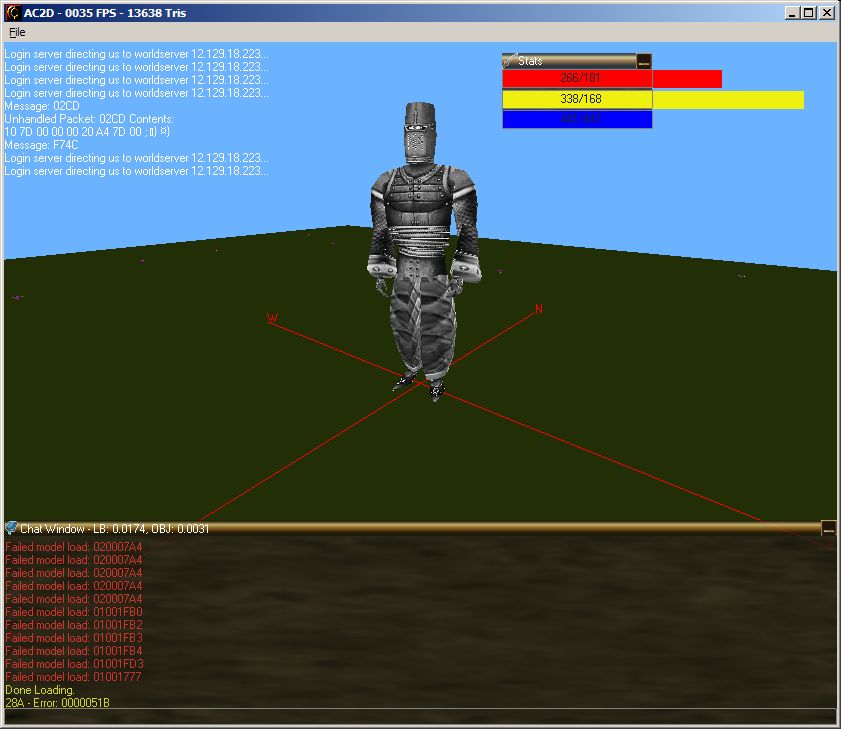 AC2D - 0035 FPS - 13638 Tris
File
Login server directing us to worldserver 12.129.18.223...
Login server directing us to worldserver 12.129.18.223...
Login server directing us to worldserver 12.129.18.223...
Login server directing us to worldserver 12.129.18.223...
Message: 02CD
Unhandled Packet: 02CD Contents:
10 7D 00 00 00 20 A4 7D 00
Message: F74C
Login server directing us to worldserver 12.129.18.223...
Login server directing us to worldserver 12.129.18.223...
Stats
266/181
338/168
W
N
Chat Window - LB: 0.0174, OBJ: 0.0031
Failed model load: 020007A4
Failed model load: 020007A4
Failed model load: 020007A4
Failed model load: 020007A4
Failed model load: 020007A4
Failed model load: 01001FB0
Failed model load: 01001FB2
Failed model load: 01001FB3
Failed model load: 01001FB4
Failed model load: 01001FD3
Failed model load: 01001777
Done Loading.
28A - Error: 0000051B